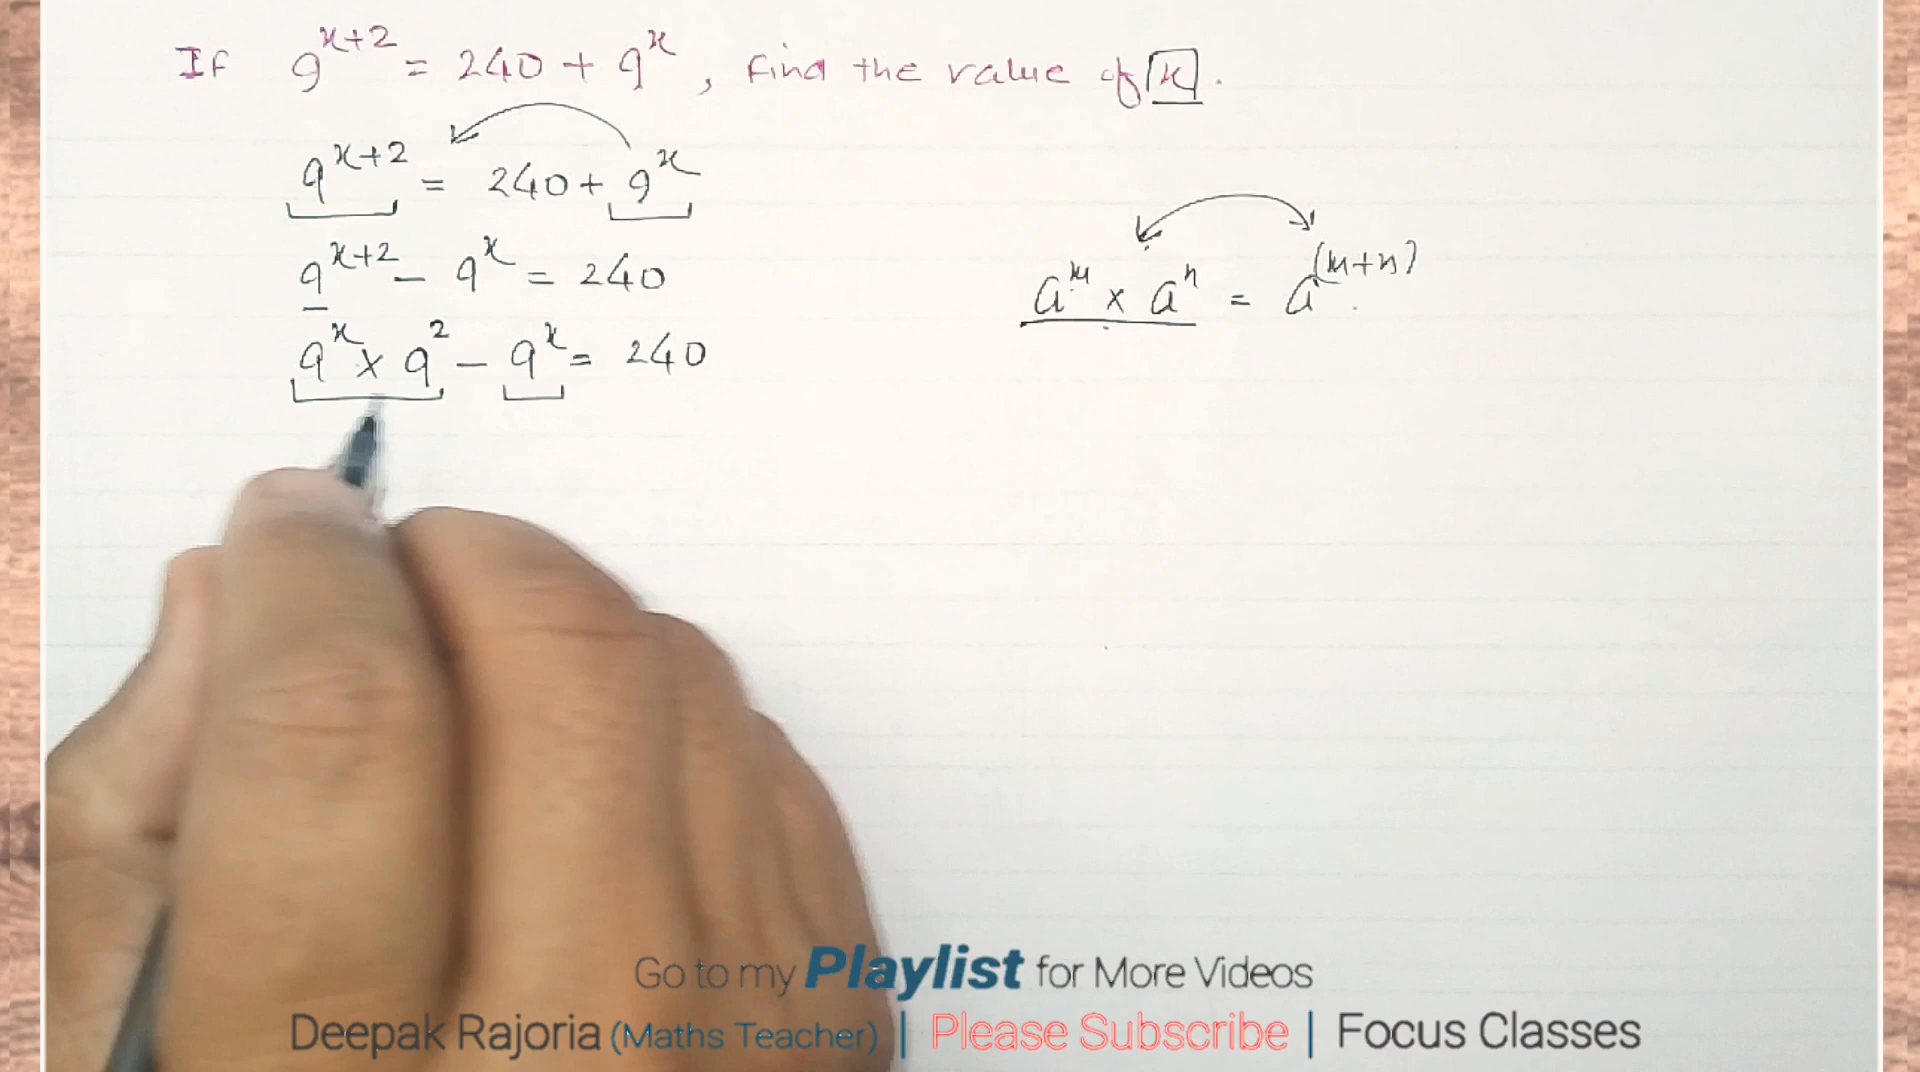 If 9^(x+2) = 240 + 9^x, find the value of x.
9^(x+2) = 240 + 9^x
9^(x+2) - 9^x = 240
9^x × 9^2 - 9^x = 240
a^m × a^n = a^(m+n)
Go to my Playlist for More Videos
Deepak Rajoria (Maths Teacher) | Please Subscribe | Focus Classes